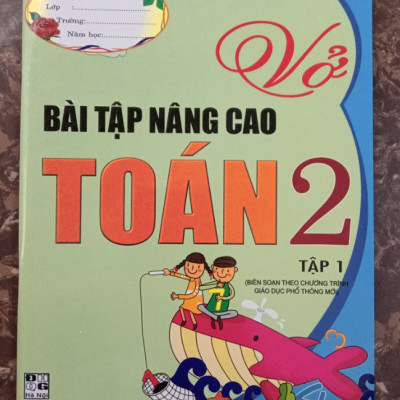 Lớp :
Trường:
Năm học:
Vở
BÀI TẬP NÂNG CAO
TOÁN 2
TẬP 1
(BIÊN SOẠN THEO CHƯƠNG TRÌNH
GIÁO DỤC PHỔ THÔNG MỚI)
Hà Nội